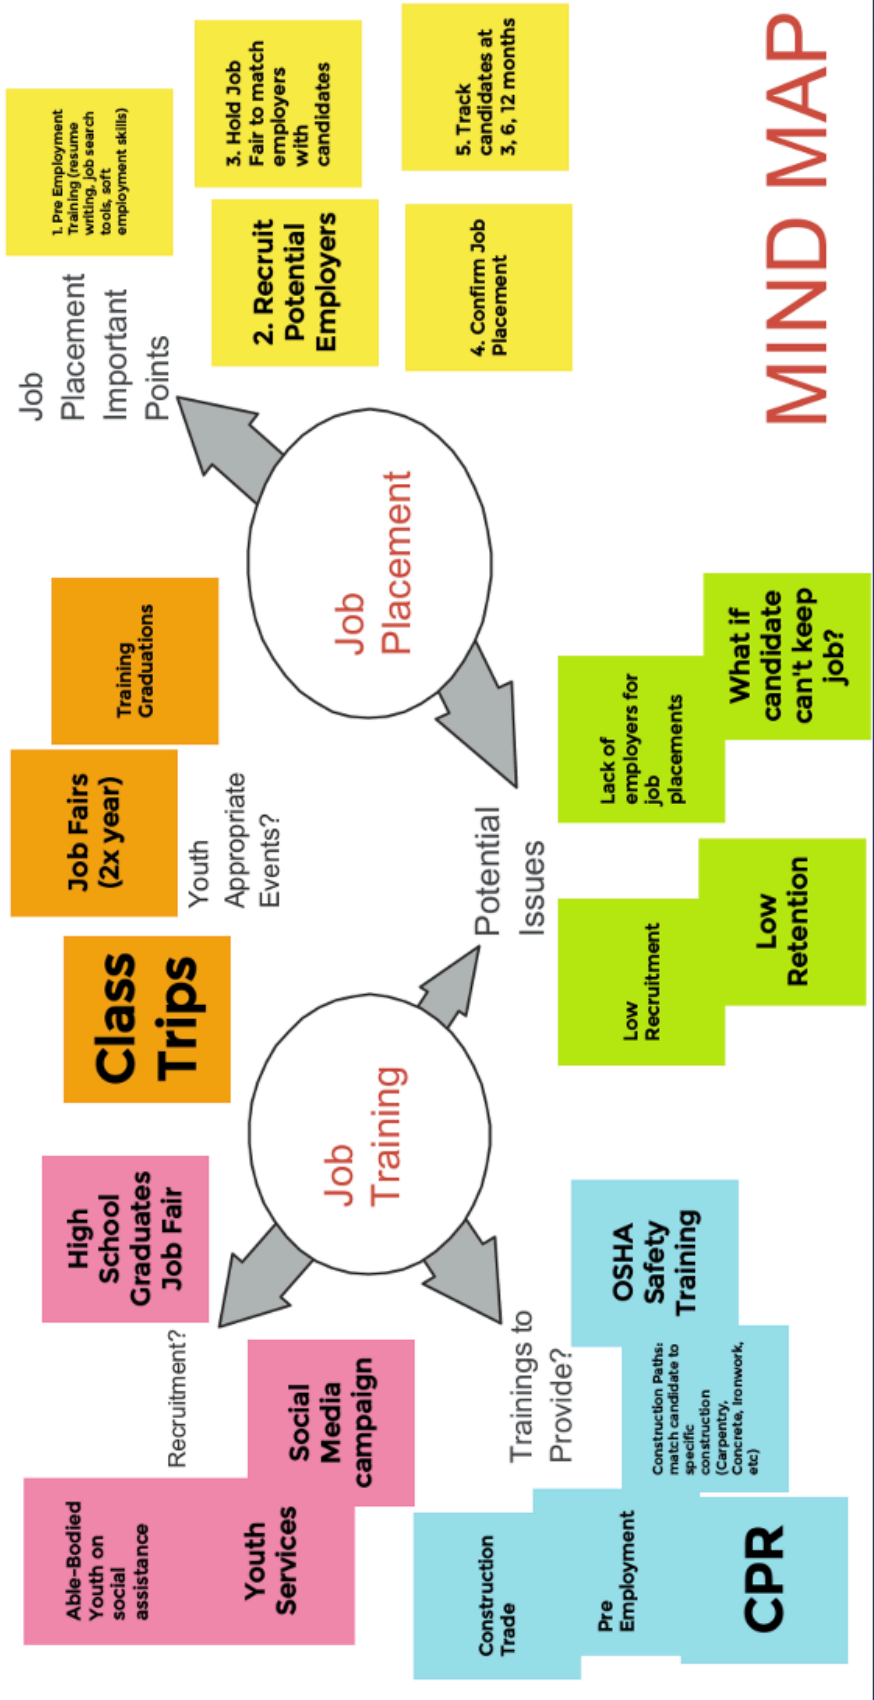 Able-Bodied
Youth on
social
assistance
Youth
Services
Social
Media
campaign
Recruitment?
High
School
Graduates
Job Fair
Class
Trips
Job Fairs
(2x year)
Training
Graduations
Youth
Appropriate
Events?
Job
Placement
Important
Points
1. Pre Employment
Training (resume
writing, job search
tools, soft
employment skills)
2. Recruit
Potential
Employers
3. Hold Job
Fair to match
employers
with
candidates
4. Confirm Job
Placement
5. Track
candidates at
3, 6, 12 months
Job
Training
Job
Placement
Trainings to
Provide?
Construction
Trade
Pre
Employment
CPR
Construction Paths:
match candidate to
specific
construction
(Carpentry,
Concrete, Ironwork,
etc)
OSHA
Safety
Training
Potential
Issues
Low
Recruitment
Low
Retention
Lack of
employers for
job
placements
What if
candidate
can't keep
job?
MIND MAP